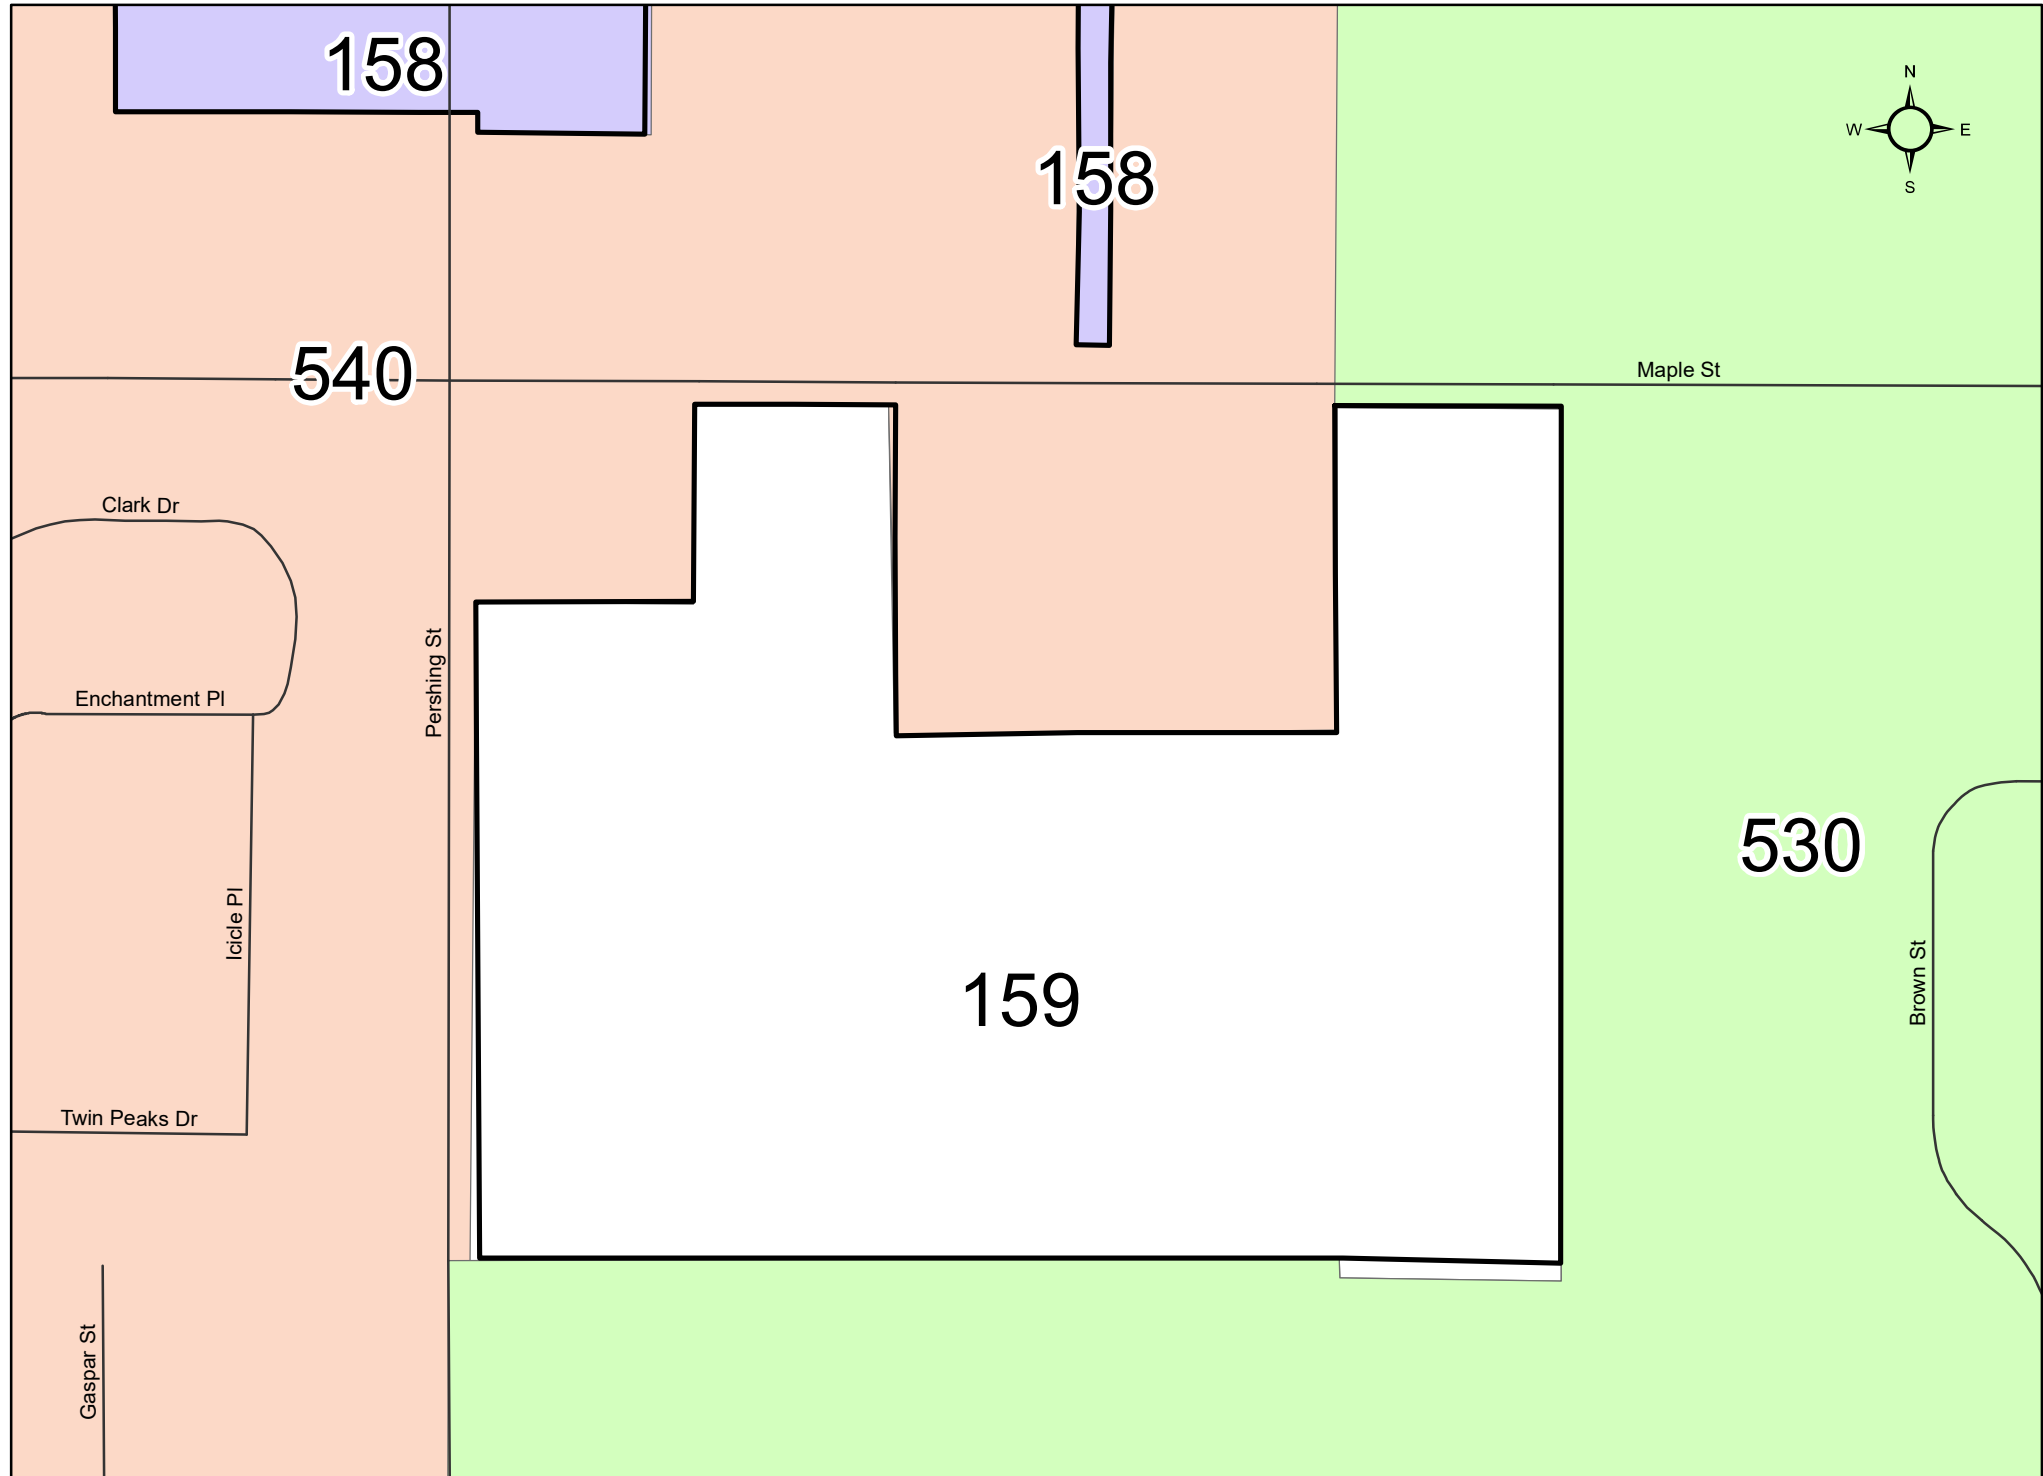 158
N
W E
S
158
540
Maple St
Clark Dr
Pershing St
Enchantment Pl
530
Icicle Pl
Brown St
159
Twin Peaks Dr
Gaspar St